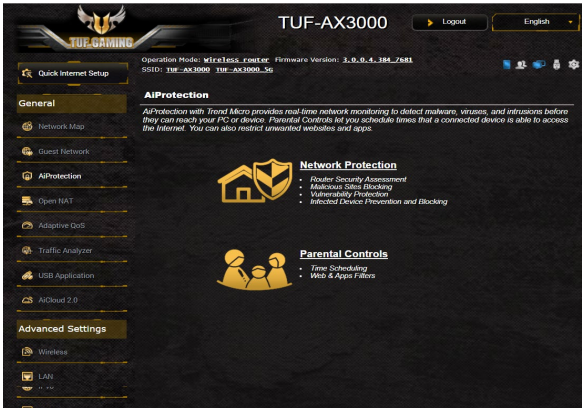 TUF GAMING
TUF-AX3000
Logout
English
Quick Internet Setup
Operation Mode: Wireless router Firmware Version: 3.0.0.4.384_7681
SSID: TUF-AX3000 TUF-AX3000_5G
General
Network Map
Guest Network
AiProtection
Open NAT
Adaptive QoS
Traffic Analyzer
USB Application
AiCloud 2.0
Advanced Settings
Wireless
LAN
AiProtection
AiProtection with Trend Micro provides real-time network monitoring to detect malware, viruses, and intrusions before
they can reach your PC or device. Parental Controls let you schedule times that a connected device is able to access
the Internet. You can also restrict unwanted websites and apps.
Network Protection
• Router Security Assessment
• Malicious Sites Blocking
• Vulnerability Protection
• Infected Device Prevention and Blocking
Parental Controls
• Time Scheduling
• Web & Apps Filters